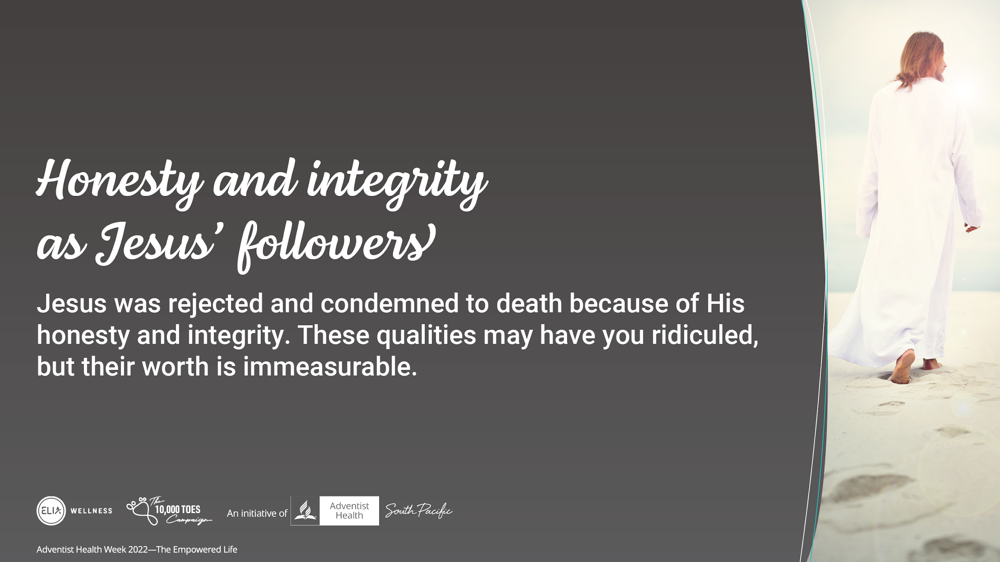 Honesty and integrity
as Jesus’ followers
Jesus was rejected and condemned to death because of His
honesty and integrity. These qualities may have you ridiculed,
but their worth is immeasurable.
ELIA WELLNESS
The
10,000 TOES
Campaign
An initiative of
Adventist
Health
South Pacific
Adventist Health Week 2022—The Empowered Life